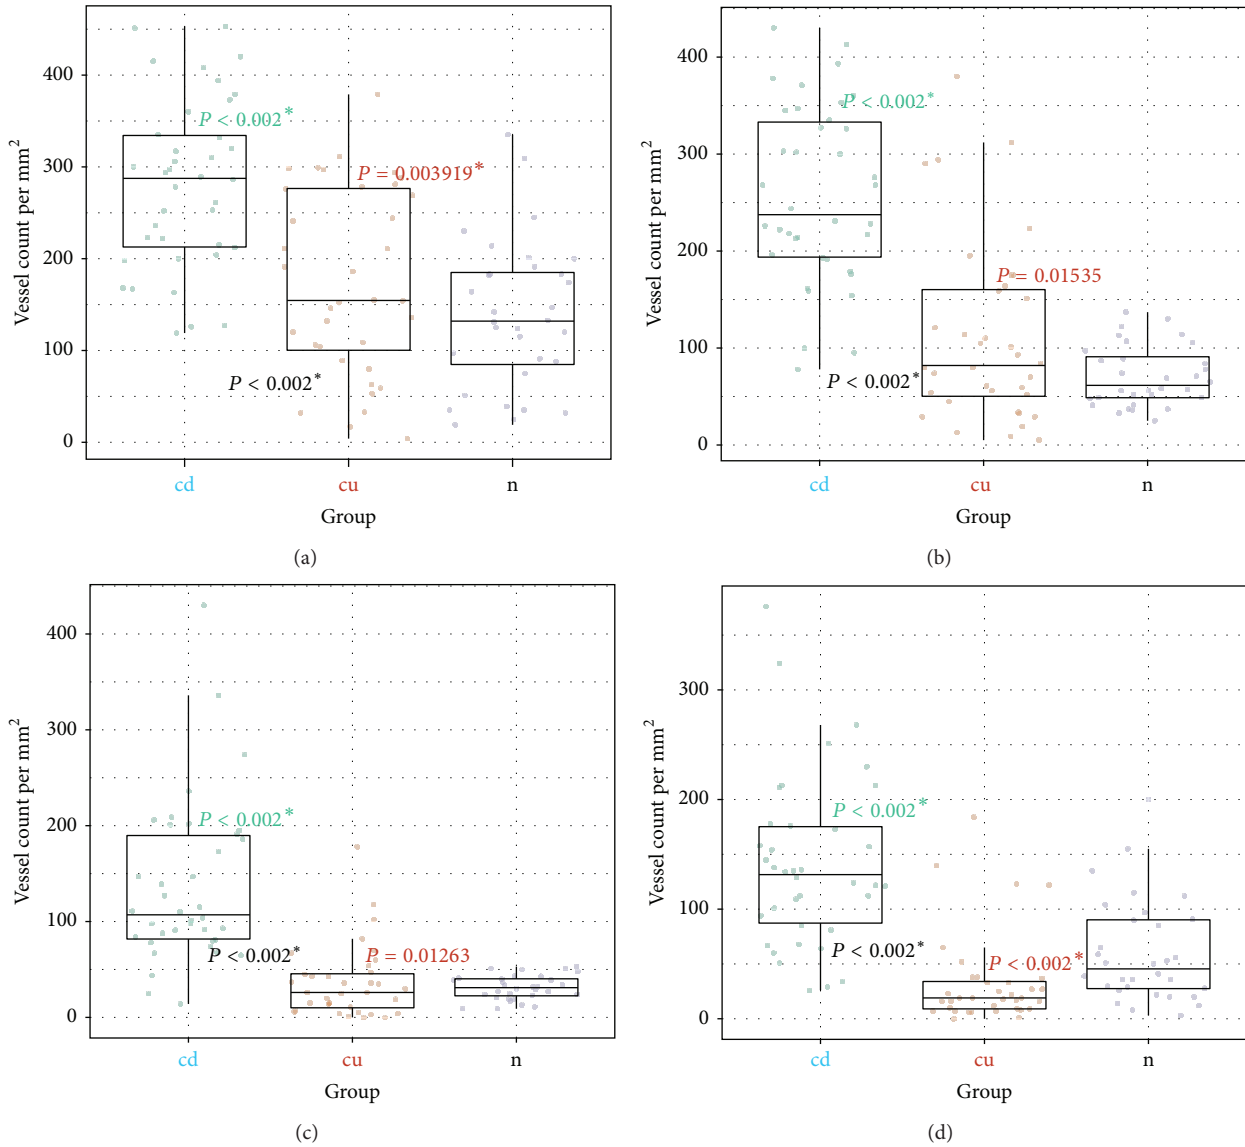 400
300
200
100
0
Vessel count per mm²
P < 0.002*
P = 0.003919*
P < 0.002*
cd cu n
Group
(a)
400
300
200
100
0
Vessel count per mm²
P < 0.002*
P = 0.01535
P < 0.002*
cd cu n
Group
(b)
400
300
200
100
0
Vessel count per mm²
P < 0.002*
P < 0.002*
P = 0.01263
cd cu n
Group
(c)
300
200
100
0
Vessel count per mm²
P < 0.002*
P < 0.002*
P < 0.002*
cd cu n
Group
(d)